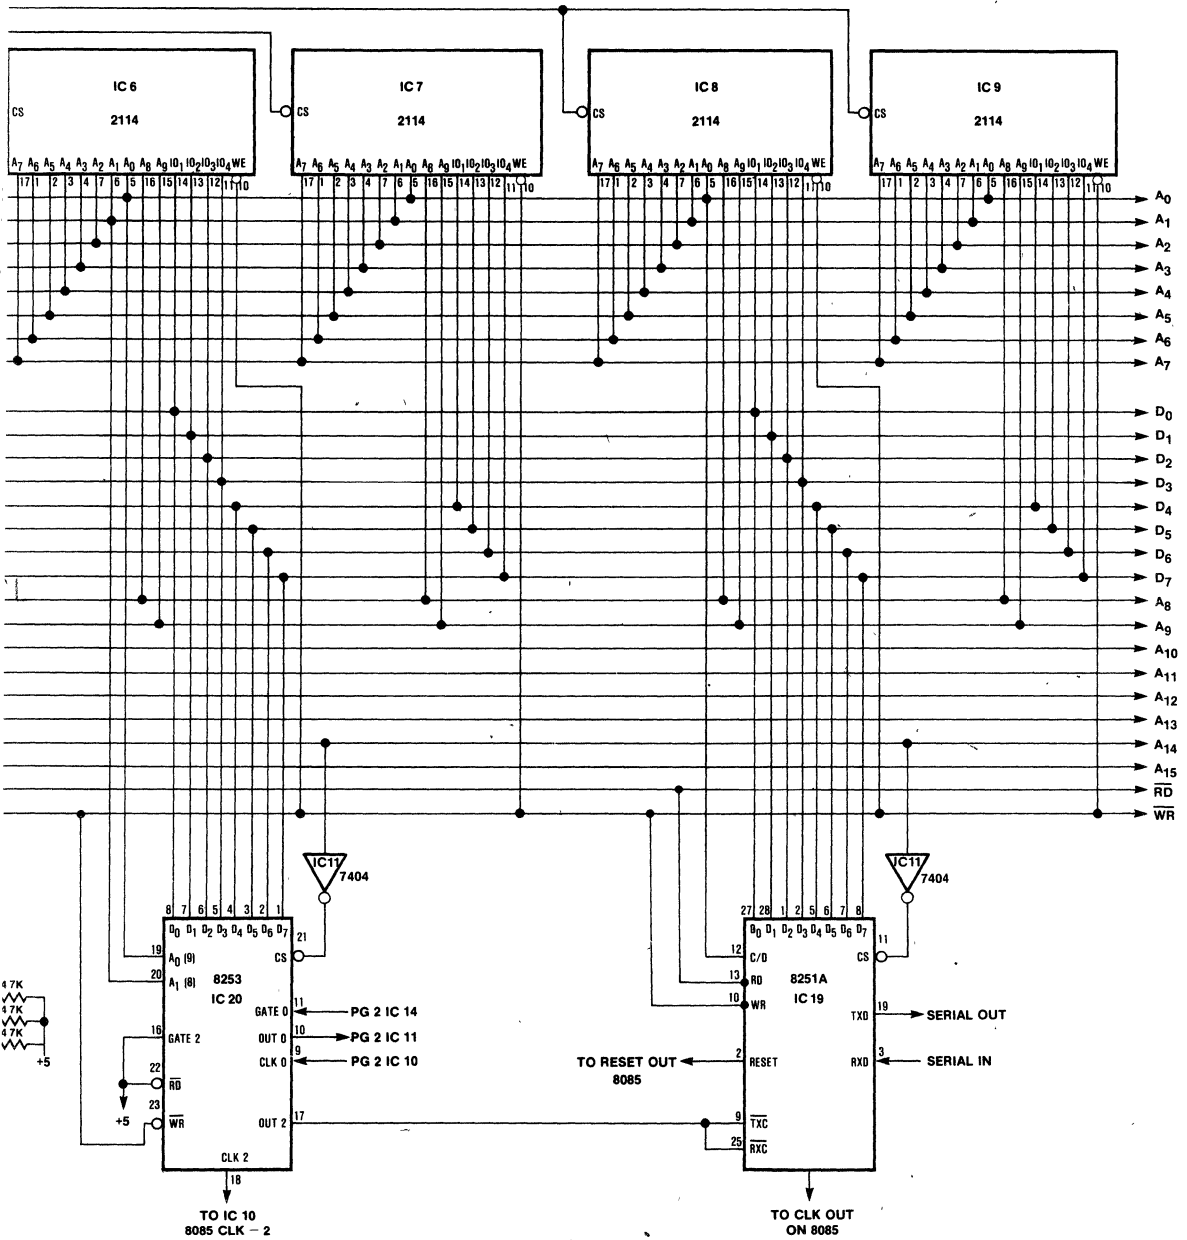 IC 6
2114
CS
A7 A6 A5 A4 A3 A2 A1 A0 A8 A9 IO1 IO2 IO3 IO4 WE
17 1 2 3 4 7 6 5 16 15 14 13 12 11 10
IC 7
2114
CS
A7 A6 A5 A4 A3 A2 A1 A0 A8 A9 IO1 IO2 IO3 IO4 WE
17 1 2 3 4 7 6 5 16 15 14 13 12 11 10
IC 8
2114
CS
A7 A6 A5 A4 A3 A2 A1 A0 A8 A9 IO1 IO2 IO3 IO4 WE
17 1 2 3 4 7 6 5 16 15 14 13 12 11 10
IC 9
2114
CS
A7 A6 A5 A4 A3 A2 A1 A0 A8 A9 IO1 IO2 IO3 IO4 WE
17 1 2 3 4 7 6 5 16 15 14 13 12 11 10
A0
A1
A2
A3
A4
A5
A6
A7
D0
D1
D2
D3
D4
D5
D6
D7
A8
A9
A10
A11
A12
A13
A14
A15
RD
WR
IC11
7404
IC11
7404
8 7 6 5 4 3 2 1
D0 D1 D2 D3 D4 D5 D6 D7
21
CS
19
A0 (9)
20
A1 (8)
8253
IC 20
11
GATE 0
PG 2 IC 14
16
GATE 2
10
OUT 0
PG 2 IC 11
9
CLK 0
PG 2 IC 10
22
RD
+5
23
WR
OUT 2
17
CLK 2
18
TO IC 10
8085 CLK – 2
4 7K
4 7K
4 7K
+5
27 28 1 2 5 6 7 8
D0 D1 D2 D3 D4 D5 D6 D7
11
CS
12
C/D
13
RD
10
WR
8251A
IC 19
19
TXD
SERIAL OUT
2
RESET
TO RESET OUT
8085
3
RXD
SERIAL IN
9
TXC
25
RXC
TO CLK OUT
ON 8085